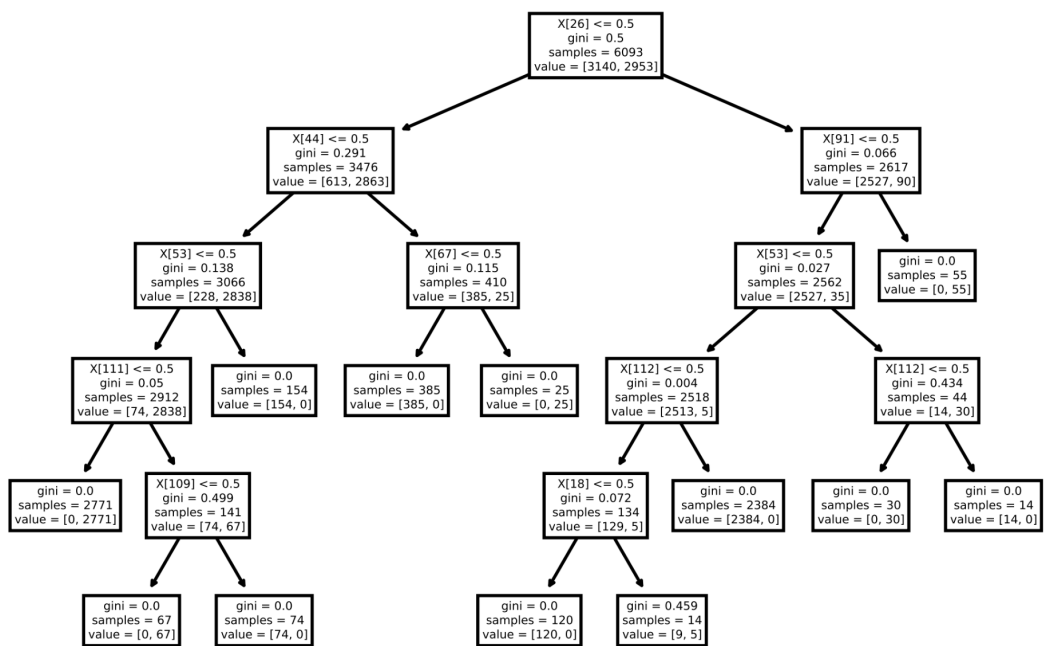 X[26] <= 0.5
gini = 0.5
samples = 6093
value = [3140, 2953]
X[44] <= 0.5
gini = 0.291
samples = 3476
value = [613, 2863]
X[91] <= 0.5
gini = 0.066
samples = 2617
value = [2527, 90]
X[53] <= 0.5
gini = 0.138
samples = 3066
value = [228, 2838]
X[67] <= 0.5
gini = 0.115
samples = 410
value = [385, 25]
X[53] <= 0.5
gini = 0.027
samples = 2562
value = [2527, 35]
gini = 0.0
samples = 55
value = [0, 55]
X[111] <= 0.5
gini = 0.05
samples = 2912
value = [74, 2838]
gini = 0.0
samples = 154
value = [154, 0]
gini = 0.0
samples = 385
value = [385, 0]
gini = 0.0
samples = 25
value = [0, 25]
X[112] <= 0.5
gini = 0.004
samples = 2518
value = [2513, 5]
X[112] <= 0.5
gini = 0.434
samples = 44
value = [14, 30]
gini = 0.0
samples = 2771
value = [0, 2771]
X[109] <= 0.5
gini = 0.499
samples = 141
value = [74, 67]
X[18] <= 0.5
gini = 0.072
samples = 134
value = [129, 5]
gini = 0.0
samples = 2384
value = [2384, 0]
gini = 0.0
samples = 30
value = [0, 30]
gini = 0.0
samples = 14
value = [14, 0]
gini = 0.0
samples = 67
value = [0, 67]
gini = 0.0
samples = 74
value = [74, 0]
gini = 0.0
samples = 120
value = [120, 0]
gini = 0.459
samples = 14
value = [9, 5]